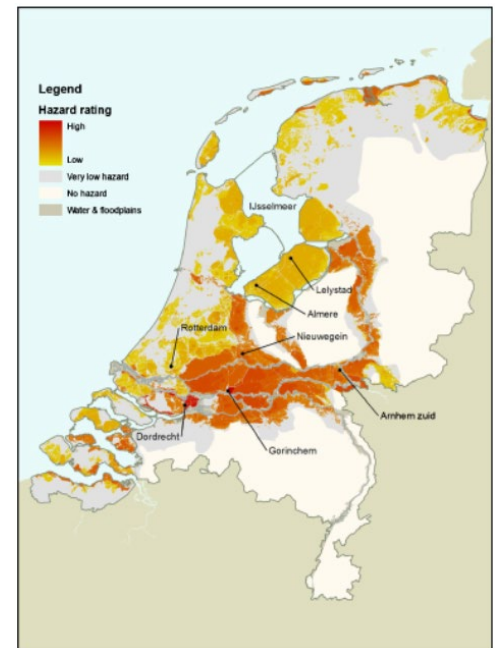 Legend
Hazard rating
High
Low
Very low hazard
No hazard
Water & floodplains
IJsselmeer
Lelystad
Almere
Rotterdam
Nieuwegein
Arnhem zuid
Dordrecht
Gorinchem